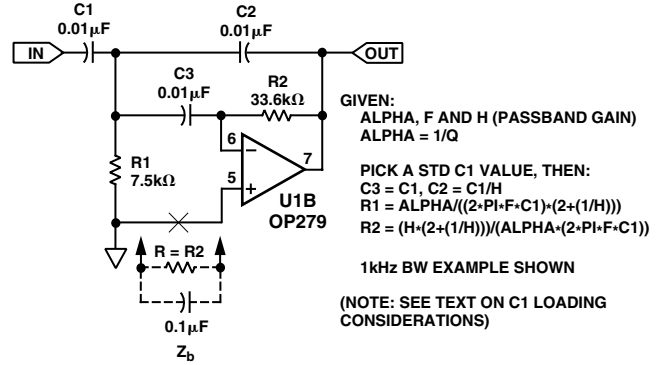 C1
0.01μF
C2
0.01μF
IN
OUT
C3
0.01μF
R2
33.6kΩ
6
7
5
R1
7.5kΩ
U1B
OP279
R = R2
0.1μF
Zb
GIVEN:
ALPHA, F AND H (PASSBAND GAIN)
ALPHA = 1/Q
PICK A STD C1 VALUE, THEN:
C3 = C1, C2 = C1/H
R1 = ALPHA/((2*PI*F*C1)*(2+(1/H)))
R2 = (H*(2+(1/H)))/(ALPHA*(2*PI*F*C1))
1kHz BW EXAMPLE SHOWN
(NOTE: SEE TEXT ON C1 LOADING
CONSIDERATIONS)